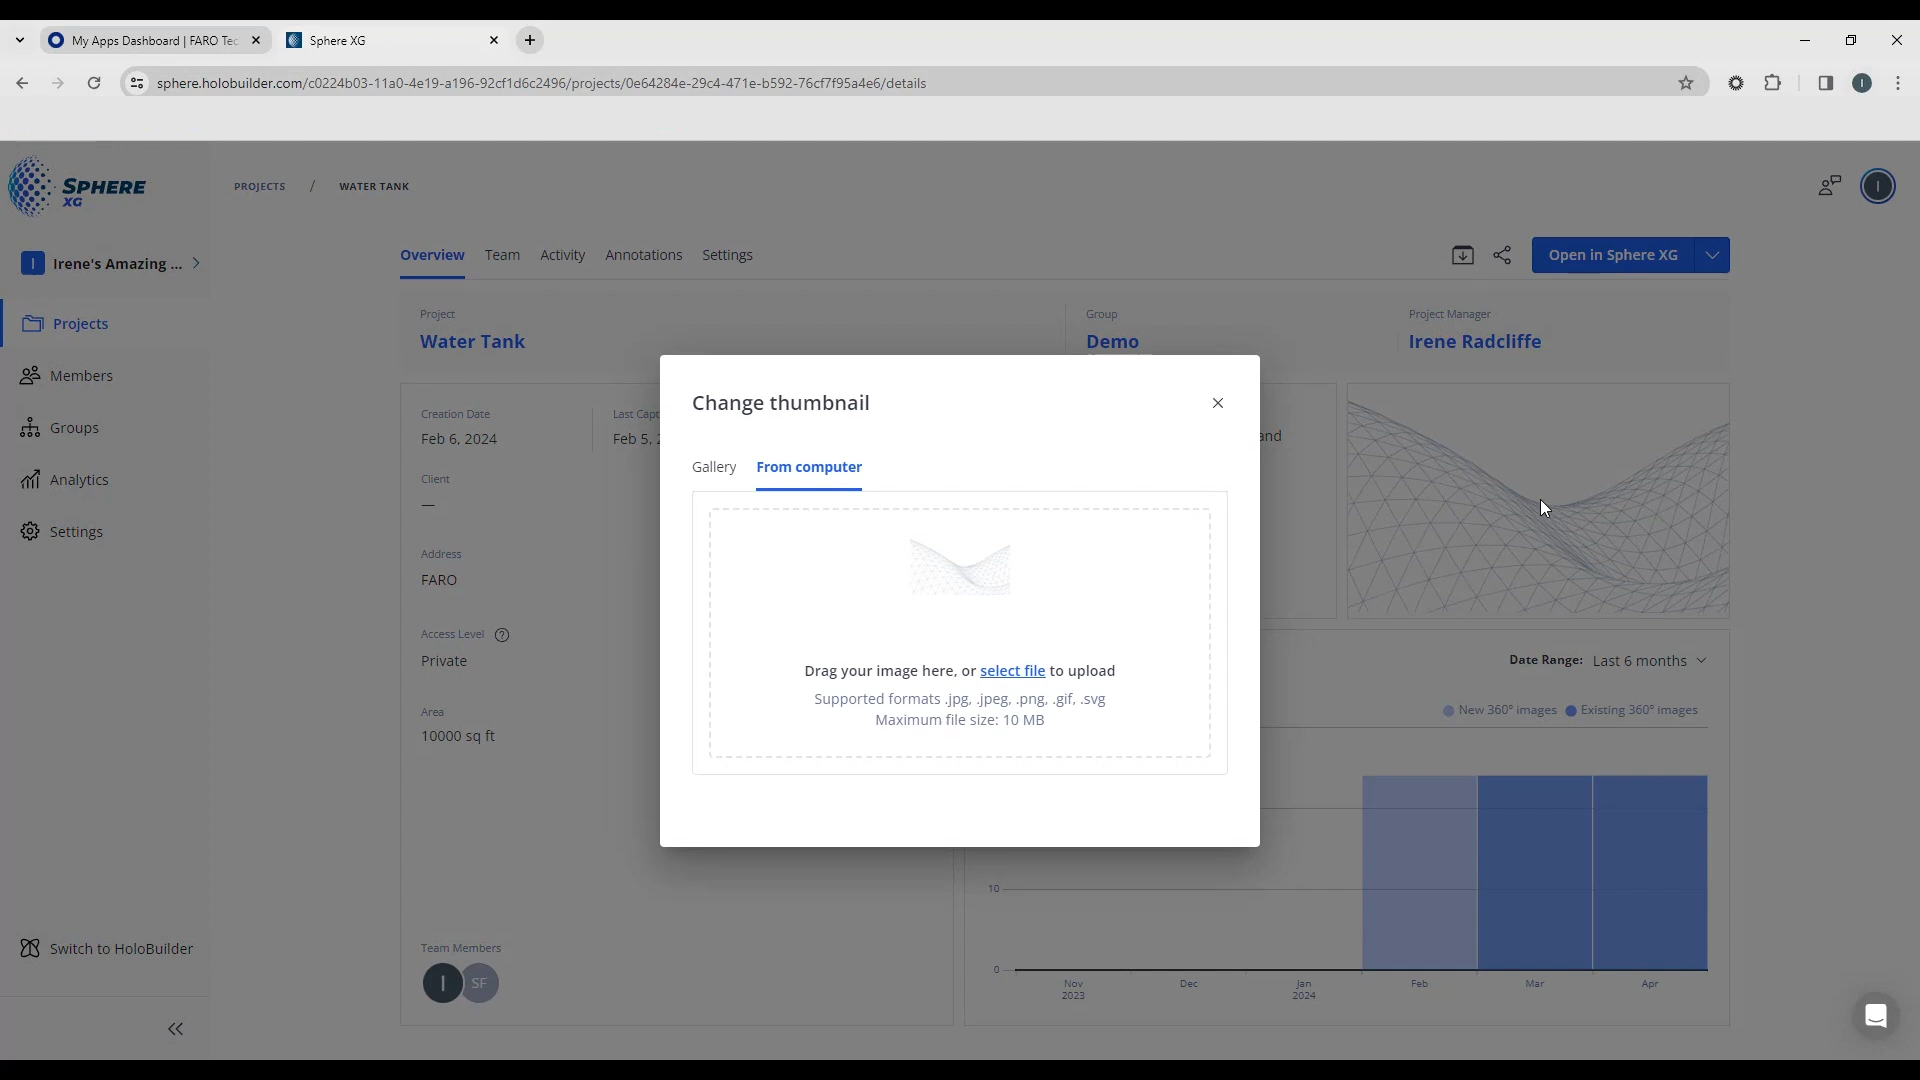 My Apps Dashboard | FARO Tec
Sphere XG
sphere.holobuilder.com/c0224b03-11a0-4e19-a196-92cf1d6c2496/projects/0e64284e-29c4-471e-b592-76cf7f95a4e6/details
I
SPHERE
XG
PROJECTS / WATER TANK
I
I Irene's Amazing ...
Overview Team Activity Annotations Settings
Open in Sphere XG
Projects
Members
Groups
Analytics
Settings
Switch to HoloBuilder
Project
Water Tank
Group
Demo
Project Manager
Irene Radcliffe
Creation Date
Feb 6, 2024
Last Capt
Feb 5, 2
Client
—
Address
FARO
Access Level ?
Private
Area
10000 sq ft
Team Members
I SF
and
Change thumbnail
Gallery From computer
Drag your image here, or select file to upload
Supported formats .jpg, .jpeg, .png, .gif, .svg
Maximum file size: 10 MB
Date Range: Last 6 months
New 360° images Existing 360° images
10
0
Nov
2023
Dec
Jan
2024
Feb
Mar
Apr